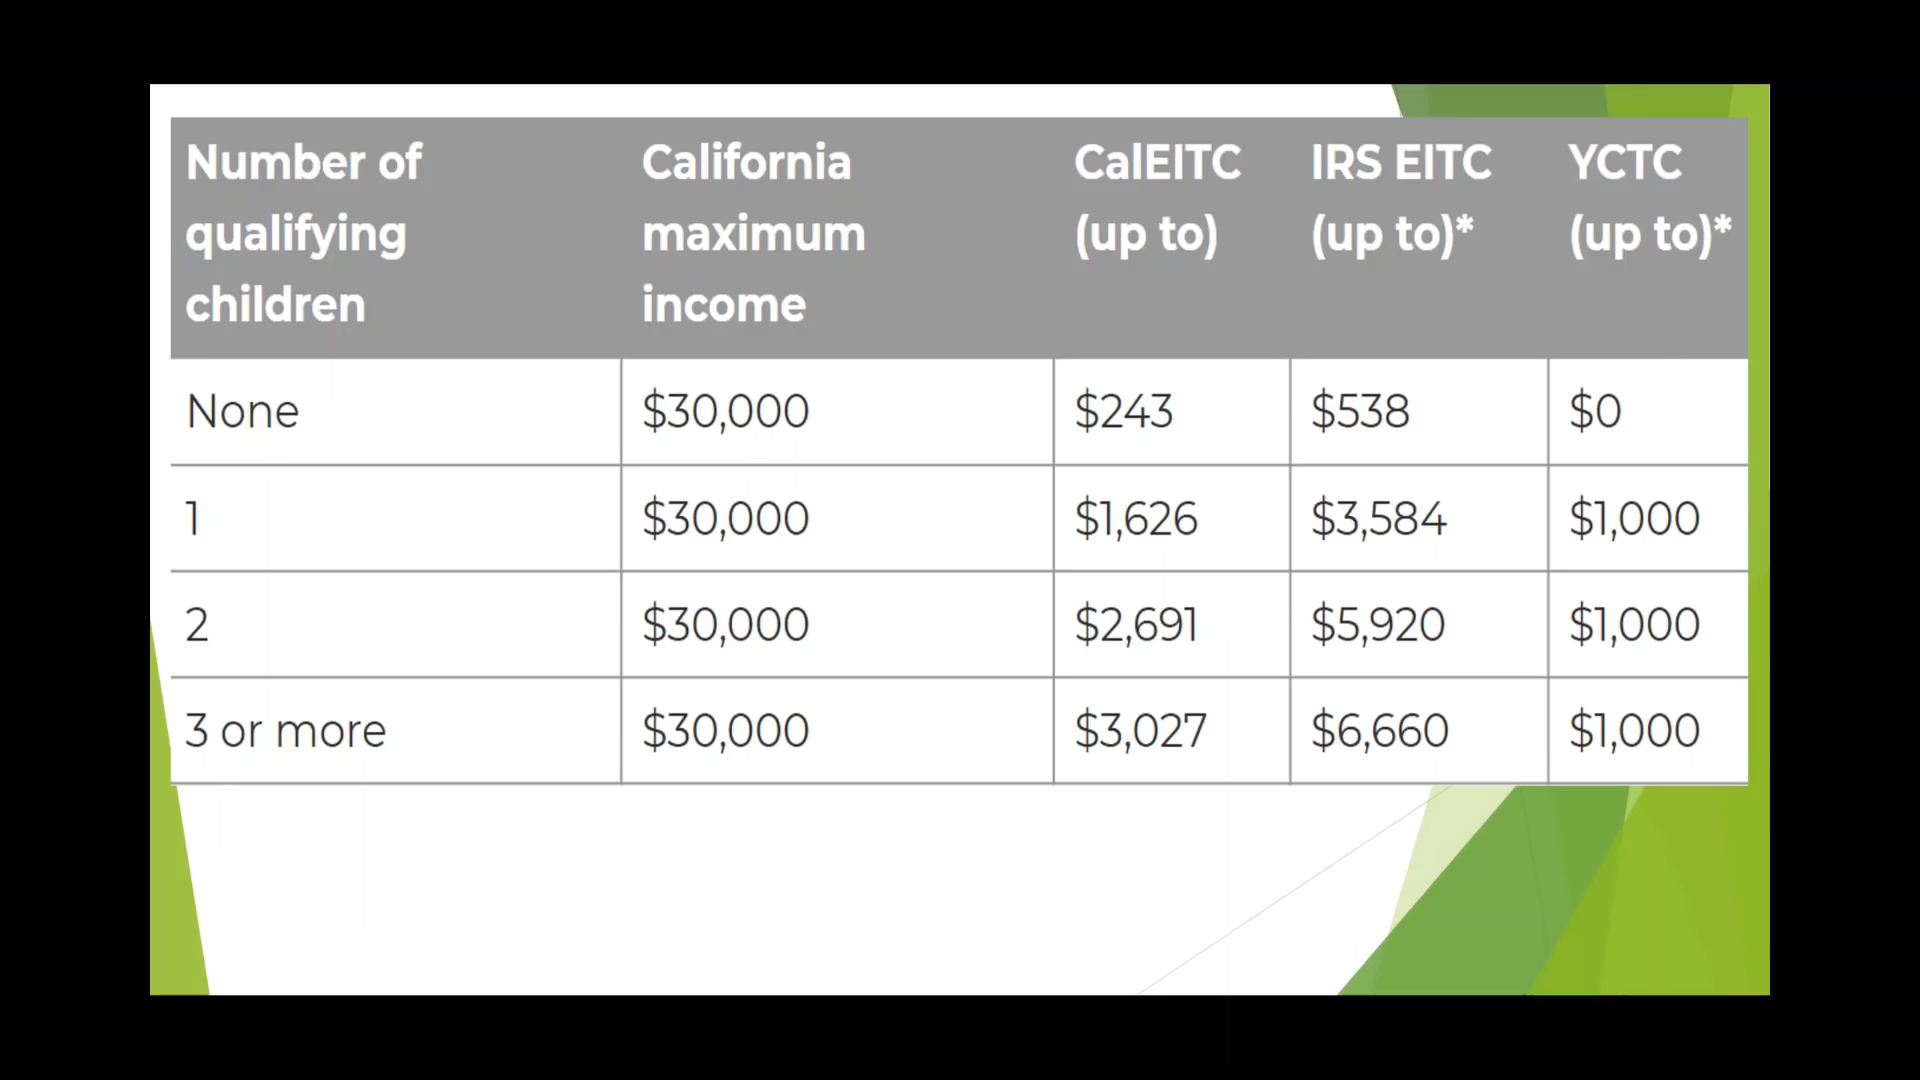 Number of qualifying children | California maximum income | CalEITC (up to) | IRS EITC (up to)* | YCTC (up to)*
None | $30,000 | $243 | $538 | $0
1 | $30,000 | $1,626 | $3,584 | $1,000
2 | $30,000 | $2,691 | $5,920 | $1,000
3 or more | $30,000 | $3,027 | $6,660 | $1,000